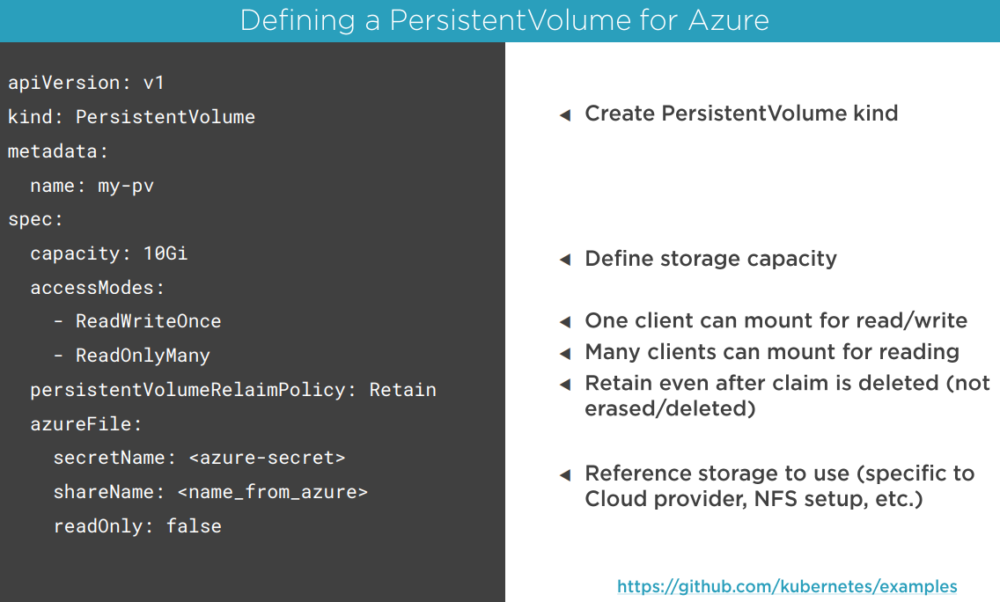 Defining a PersistentVolume for Azure
apiVersion: v1
kind: PersistentVolume
metadata:
  name: my-pv
spec:
  capacity: 10Gi
  accessModes:
    - ReadWriteOnce
    - ReadOnlyMany
  persistentVolumeRelaimPolicy: Retain
  azureFile:
    secretName: <azure-secret>
    shareName: <name_from_azure>
    readOnly: false
Create PersistentVolume kind
Define storage capacity
One client can mount for read/write
Many clients can mount for reading
Retain even after claim is deleted (not
erased/deleted)
Reference storage to use (specific to
Cloud provider, NFS setup, etc.)
https://github.com/kubernetes/examples